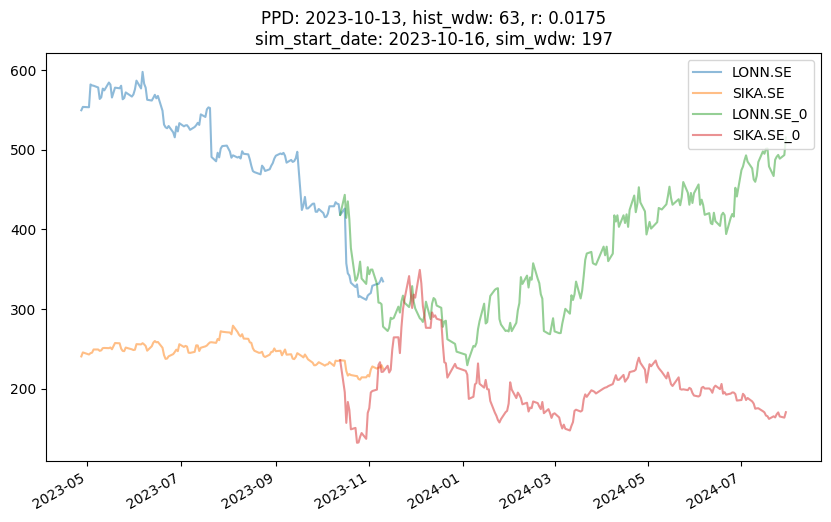 PPD: 2023-10-13, hist_wdw: 63, r: 0.0175
sim_start_date: 2023-10-16, sim_wdw: 197
LONN.SE
SIKA.SE
LONN.SE_0
SIKA.SE_0
600
500
400
300
200
2023-05
2023-07
2023-09
2023-11
2024-01
2024-03
2024-05
2024-07